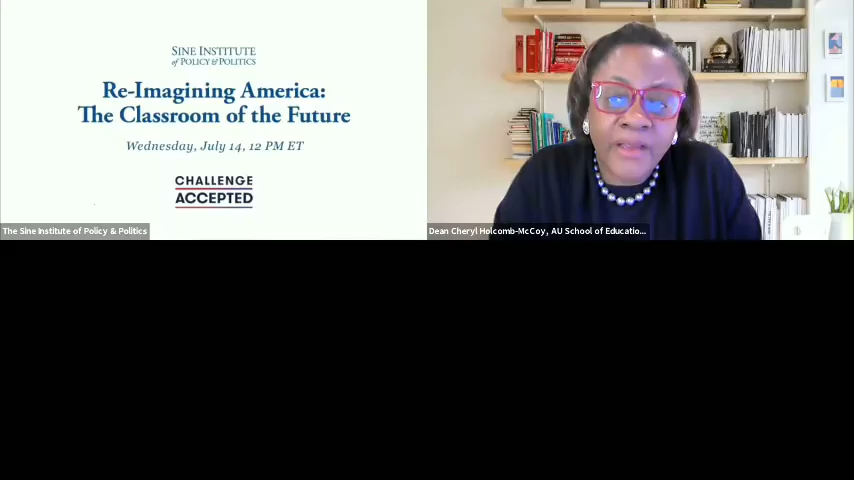 SINE INSTITUTE
of POLICY & POLITICS
Re-Imagining America:
The Classroom of the Future
Wednesday, July 14, 12 PM ET
CHALLENGE
ACCEPTED
The Sine Institute of Policy & Politics
Dean Cheryl Holcomb-McCoy, AU School of Educatio...